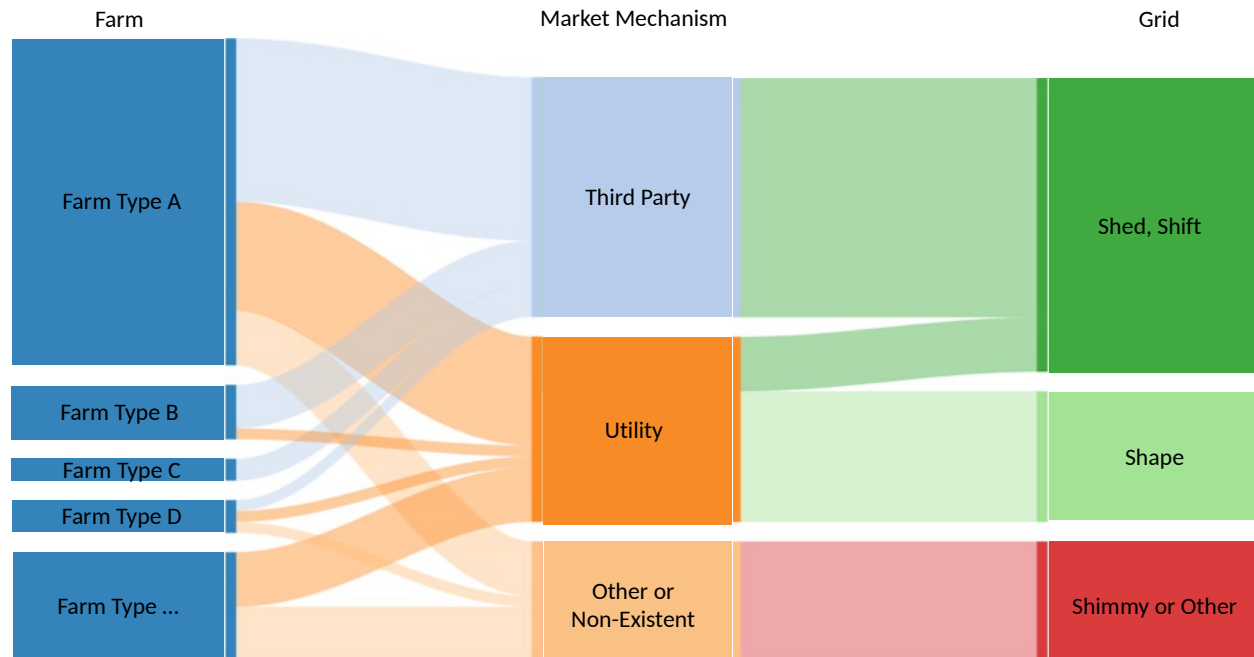 Farm
Market Mechanism
Grid
Farm Type A
Farm Type B
Farm Type C
Farm Type D
Farm Type ...
Third Party
Utility
Other or
Non-Existent
Shed, Shift
Shape
Shimmy or Other